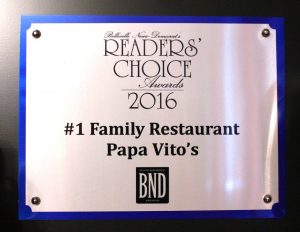 Belleville News-Democrat's
READERS'
CHOICE
Awards
2016
#1 Family Restaurant
Papa Vito's
BND